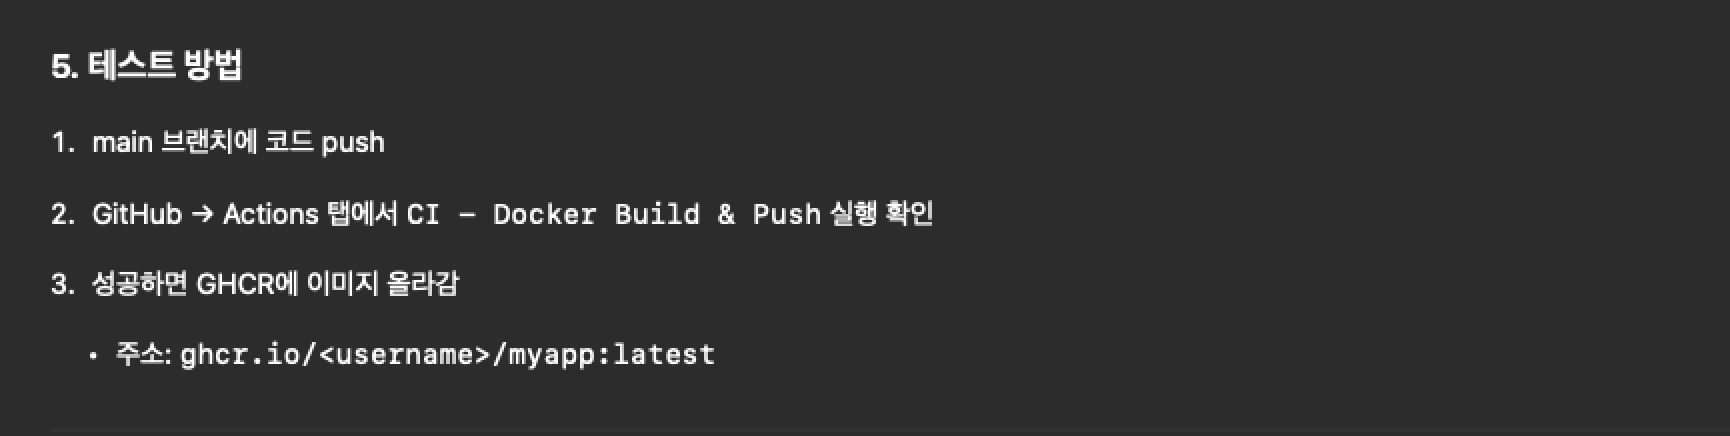 5. 테스트 방법
1. main 브랜치에 코드 push
2. GitHub → Actions 탭에서 CI – Docker Build & Push 실행 확인
3. 성공하면 GHCR에 이미지 올라감
• 주소: ghcr.io/<username>/myapp:latest